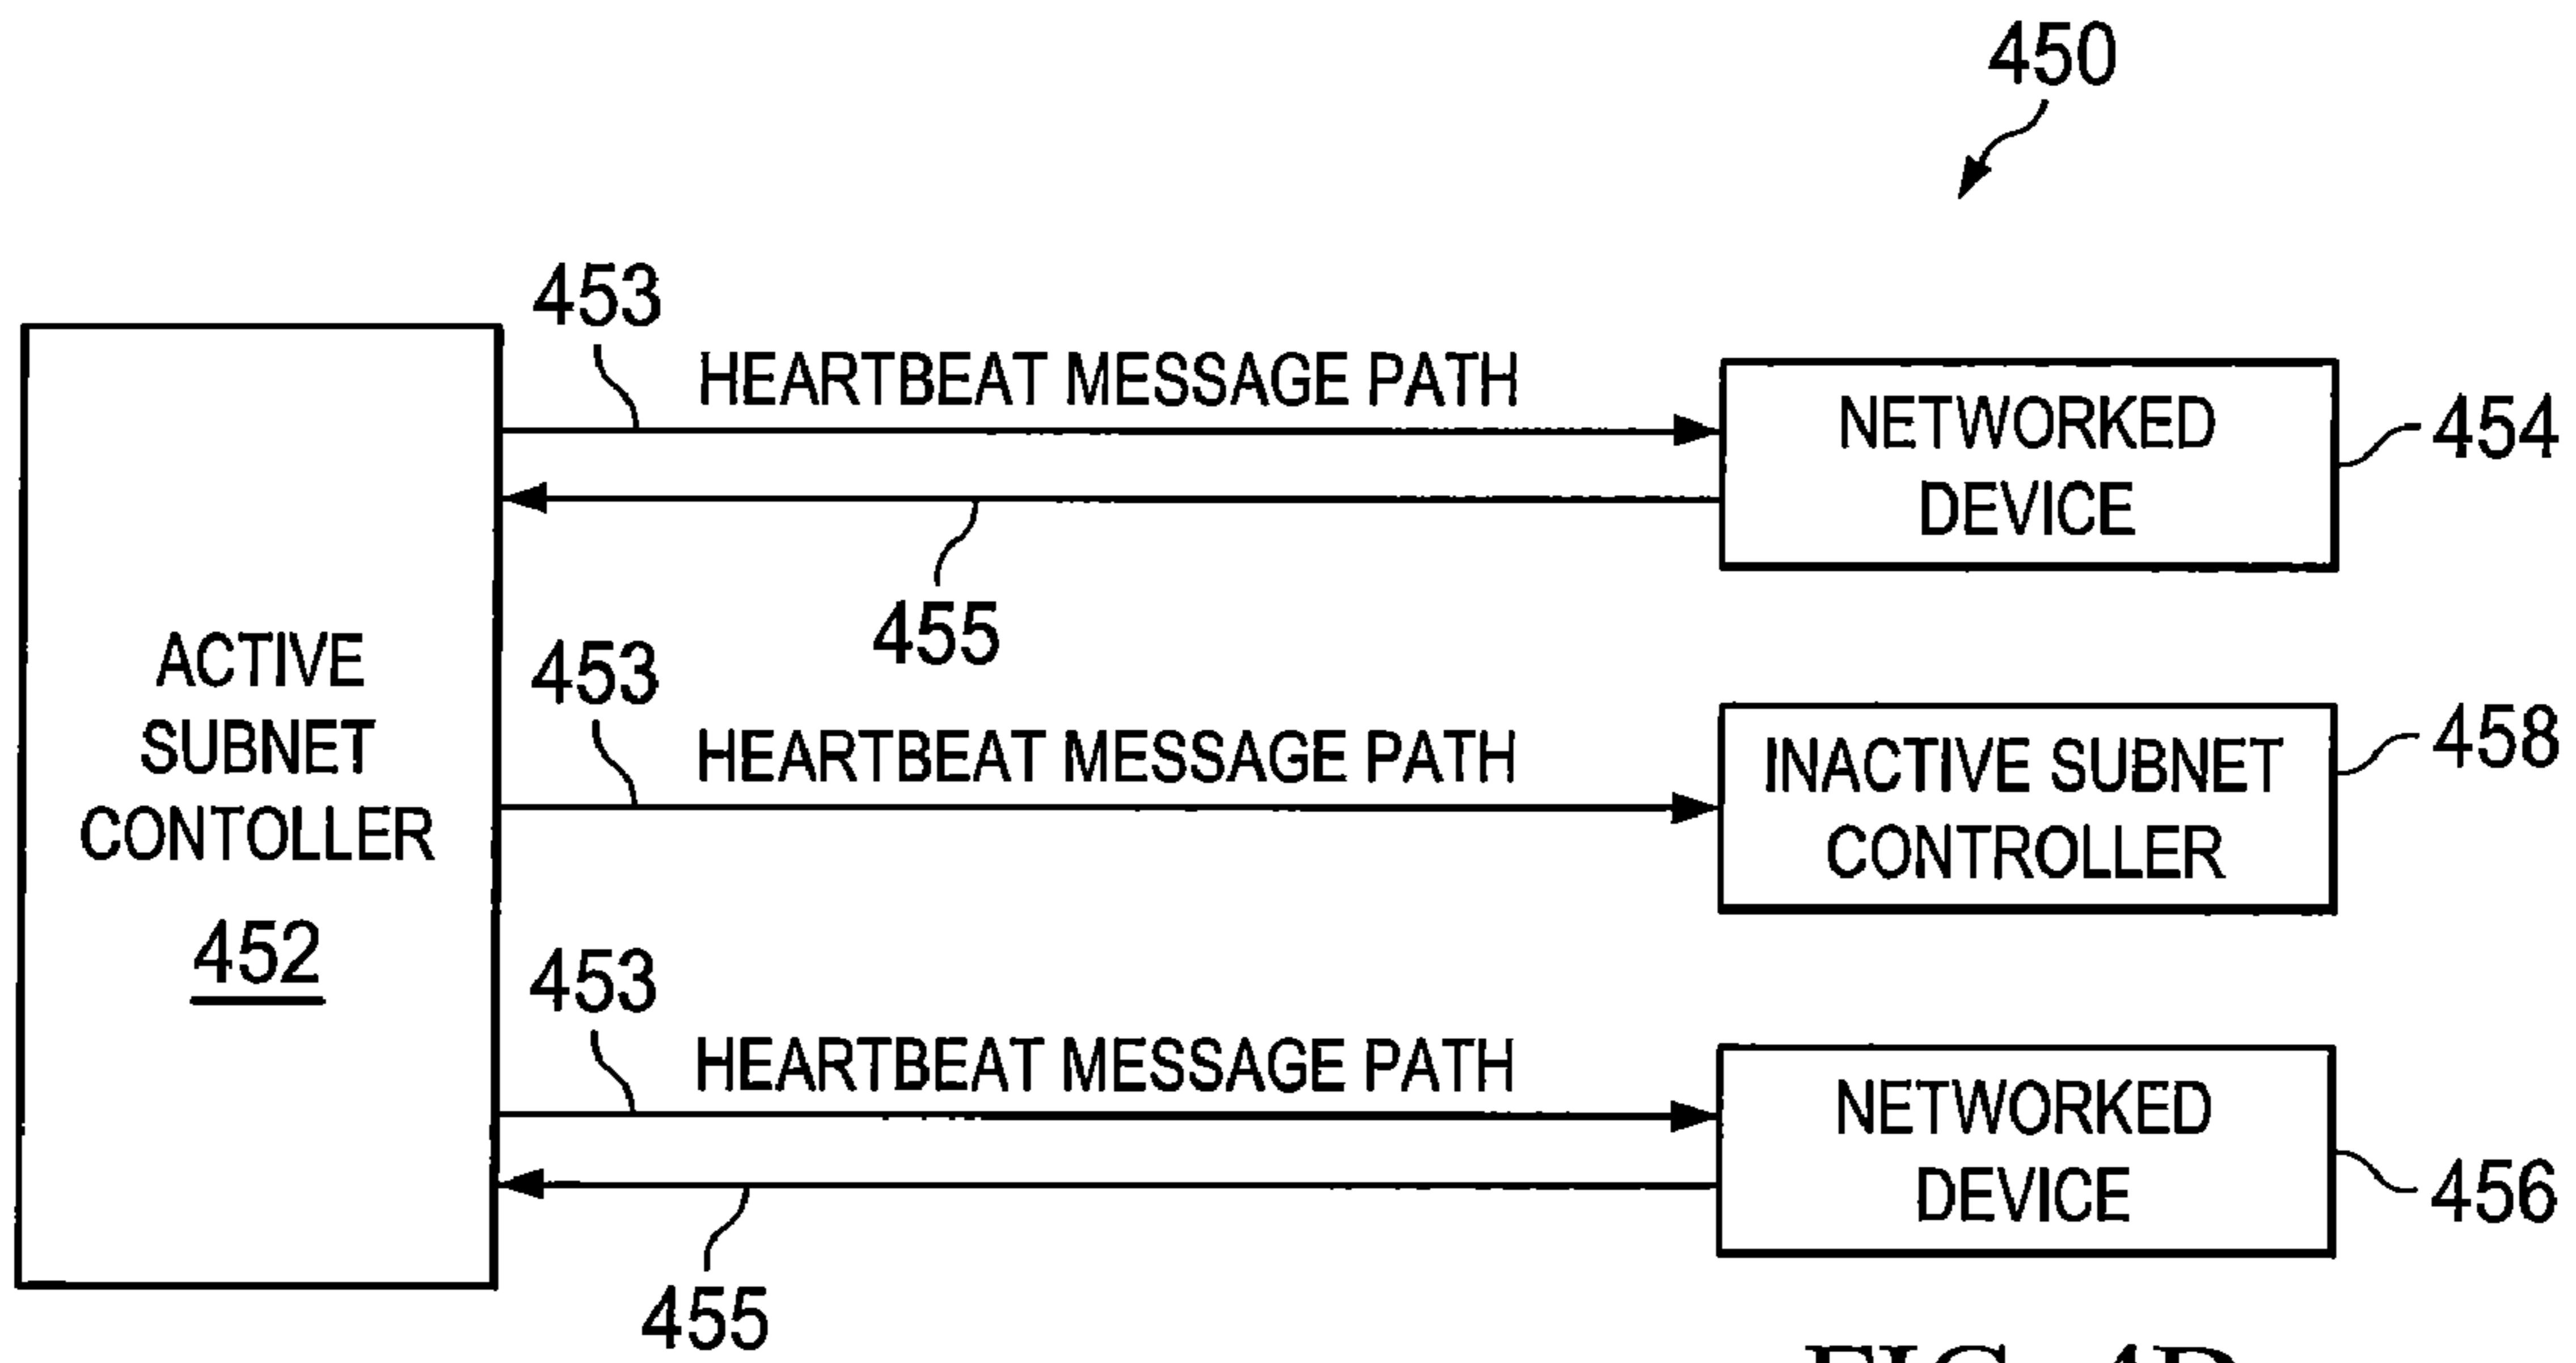 450
453
HEARTBEAT MESSAGE PATH
NETWORKED
DEVICE
454
455
ACTIVE
SUBNET
CONTOLLER
452
453
HEARTBEAT MESSAGE PATH
INACTIVE SUBNET
CONTROLLER
458
453
HEARTBEAT MESSAGE PATH
NETWORKED
DEVICE
456
455